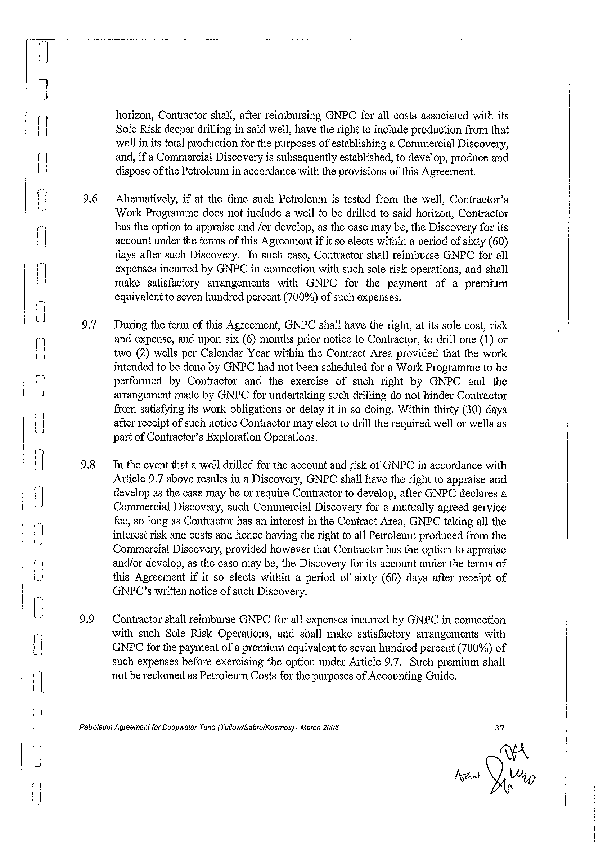 horizon, Contractor shall, after reimbursing GNPC for all costs associated with its
Sole Risk deeper drilling in said well, have the right to include production from that
well in its total production for the purposes of establishing a Commercial Discovery,
and, if a Commercial Discovery is subsequently established, to develop, produce and
dispose of the Petroleum in accordance with the provisions of this Agreement.
9.6 Alternatively, if at the time such Petroleum is tested from the well, Contractor's
Work Programme does not include a well to be drilled to said horizon, Contractor
has the option to appraise and /or develop, as the case may be, the Discovery for its
account under the terms of this Agreement if it so elects within a period of sixty (60)
days after such Discovery. In such case, Contractor shall reimburse GNPC for all
expenses incurred by GNPC in connection with such sole risk operations, and shall
make satisfactory arrangements with GNPC for the payment of a premium
equivalent to seven hundred percent (700%) of such expenses.
9.7 During the term of this Agreement, GNPC shall have the right, at its sole cost, risk
and expense, and upon six (6) months prior notice to Contractor, to drill one (1) or
two (2) wells per Calendar Year within the Contract Area provided that the work
intended to be done by GNPC had not been scheduled for a Work Programme to be
performed by Contractor and the exercise of such right by GNPC and the
arrangement made by GNPC for undertaking such drilling do not hinder Contractor
from satisfying its work obligations or delay it in so doing. Within thirty (30) days
after receipt of such notice Contractor may elect to drill the required well or wells as
part of Contractor's Exploration Operations.
9.8 In the event that a well drilled for the account and risk of GNPC in accordance with
Article 9.7 above results in a Discovery, GNPC shall have the right to appraise and
develop as the case may be or require Contractor to develop, after GNPC declares a
Commercial Discovery, such Commercial Discovery for a mutually agreed service
fee, so long as Contractor has an interest in the Contract Area, GNPC taking all the
interest risk and costs and hence having the right to all Petroleum produced from the
Commercial Discovery, provided however that Contractor has the option to appraise
and/or develop, as the case may be, the Discovery for its account under the terms of
this Agreement if it so elects within a period of sixty (60) days after receipt of
GNPC's written notice of such Discovery.
9.9 Contractor shall reimburse GNPC for all expenses incurred by GNPC in connection
with such Sole Risk Operations, and shall make satisfactory arrangements with
GNPC for the payment of a premium equivalent to seven hundred percent (700%) of
such expenses before exercising the option under Article 9.7. Such premium shall
not be reckoned as Petroleum Costs for the purposes of Accounting Guide.
Petroleum Agreement for Deepwater Tano (Tullow/Sabre/Kosmos) - March 2006
37